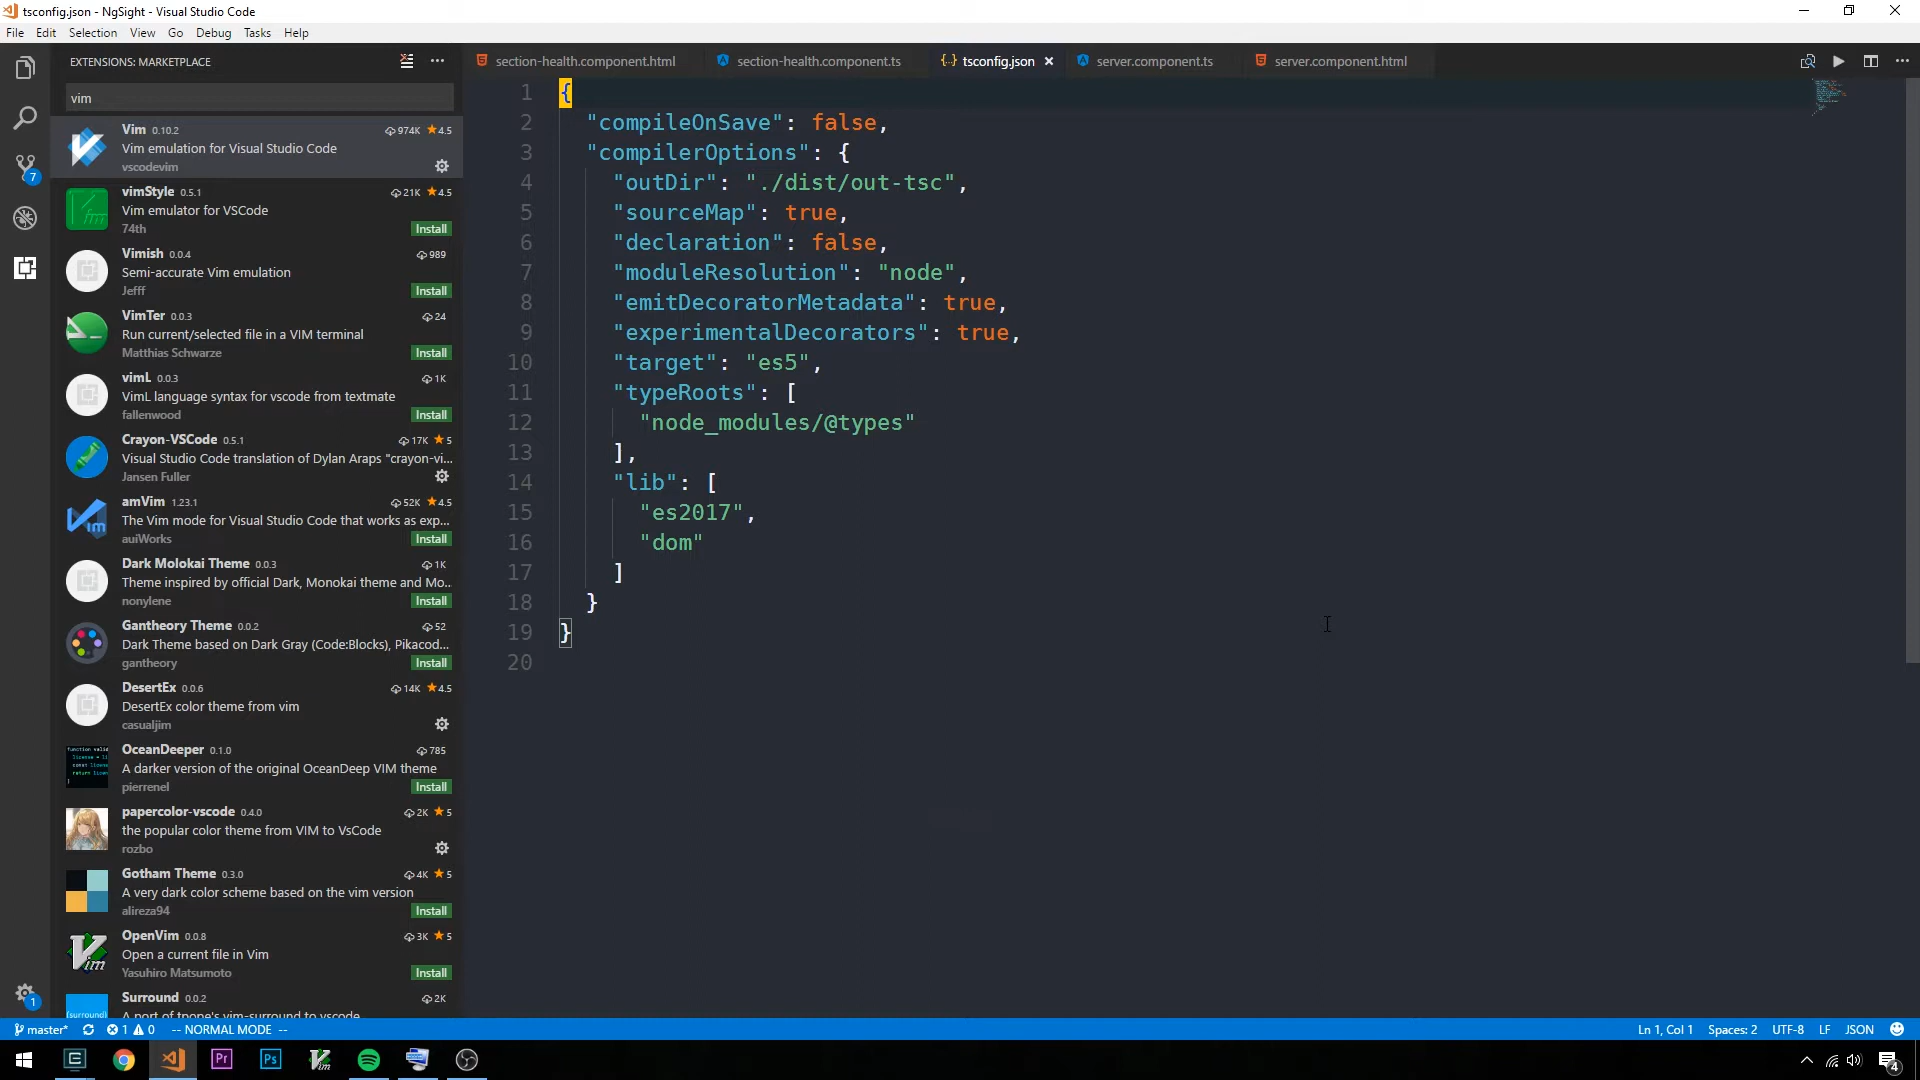 tsconfig.json - NgSight - Visual Studio Code
File Edit Selection View Go Debug Tasks Help
EXTENSIONS: MARKETPLACE
vim
Vim 0.10.2 974K 4.5
Vim emulation for Visual Studio Code
vscodevim
vimStyle 0.5.1 21K 4.5
Vim emulator for VSCode
74th Install
Vimish 0.0.4 989
Semi-accurate Vim emulation
Jefff Install
VimTer 0.0.3 24
Run current/selected file in a VIM terminal
Matthias Schwarze Install
vimL 0.0.3 1K
VimL language syntax for vscode from textmate
fallenwood Install
Crayon-VSCode 0.5.1 17K 5
Visual Studio Code translation of Dylan Araps "crayon-vi...
Jansen Fuller
amVim 1.23.1 52K 4.5
The Vim mode for Visual Studio Code that works as exp...
auiWorks Install
Dark Molokai Theme 0.0.3 1K
Theme inspired by official Dark, Monokai theme and Mo...
nonylene Install
Gantheory Theme 0.0.2 52
Dark Theme based on Dark Gray (Code:Blocks), Pikacod...
gantheory Install
DesertEx 0.0.6 14K 4.5
DesertEx color theme from vim
casualjim
OceanDeeper 0.1.0 785
A darker version of the original OceanDeep VIM theme
pierrenel Install
papercolor-vscode 0.4.0 2K 5
the popular color theme from VIM to VsCode
rozbo
Gotham Theme 0.3.0 4K 5
A very dark color scheme based on the vim version
alireza94 Install
OpenVim 0.0.8 3K 5
Open a current file in Vim
Yasuhiro Matsumoto Install
Surround 0.0.2 2K
A port of tpope's vim-surround to vscode
7
1
section-health.component.html section-health.component.ts {·} tsconfig.json × server.component.ts server.component.html
1 {
2 "compileOnSave": false,
3 "compilerOptions": {
4 "outDir": "./dist/out-tsc",
5 "sourceMap": true,
6 "declaration": false,
7 "moduleResolution": "node",
8 "emitDecoratorMetadata": true,
9 "experimentalDecorators": true,
10 "target": "es5",
11 "typeRoots": [
12 "node_modules/@types"
13 ],
14 "lib": [
15 "es2017",
16 "dom"
17 ]
18 }
19 }
20
master* 1 0 -- NORMAL MODE -- Ln 1, Col 1 Spaces: 2 UTF-8 LF JSON
Pr Ps 4